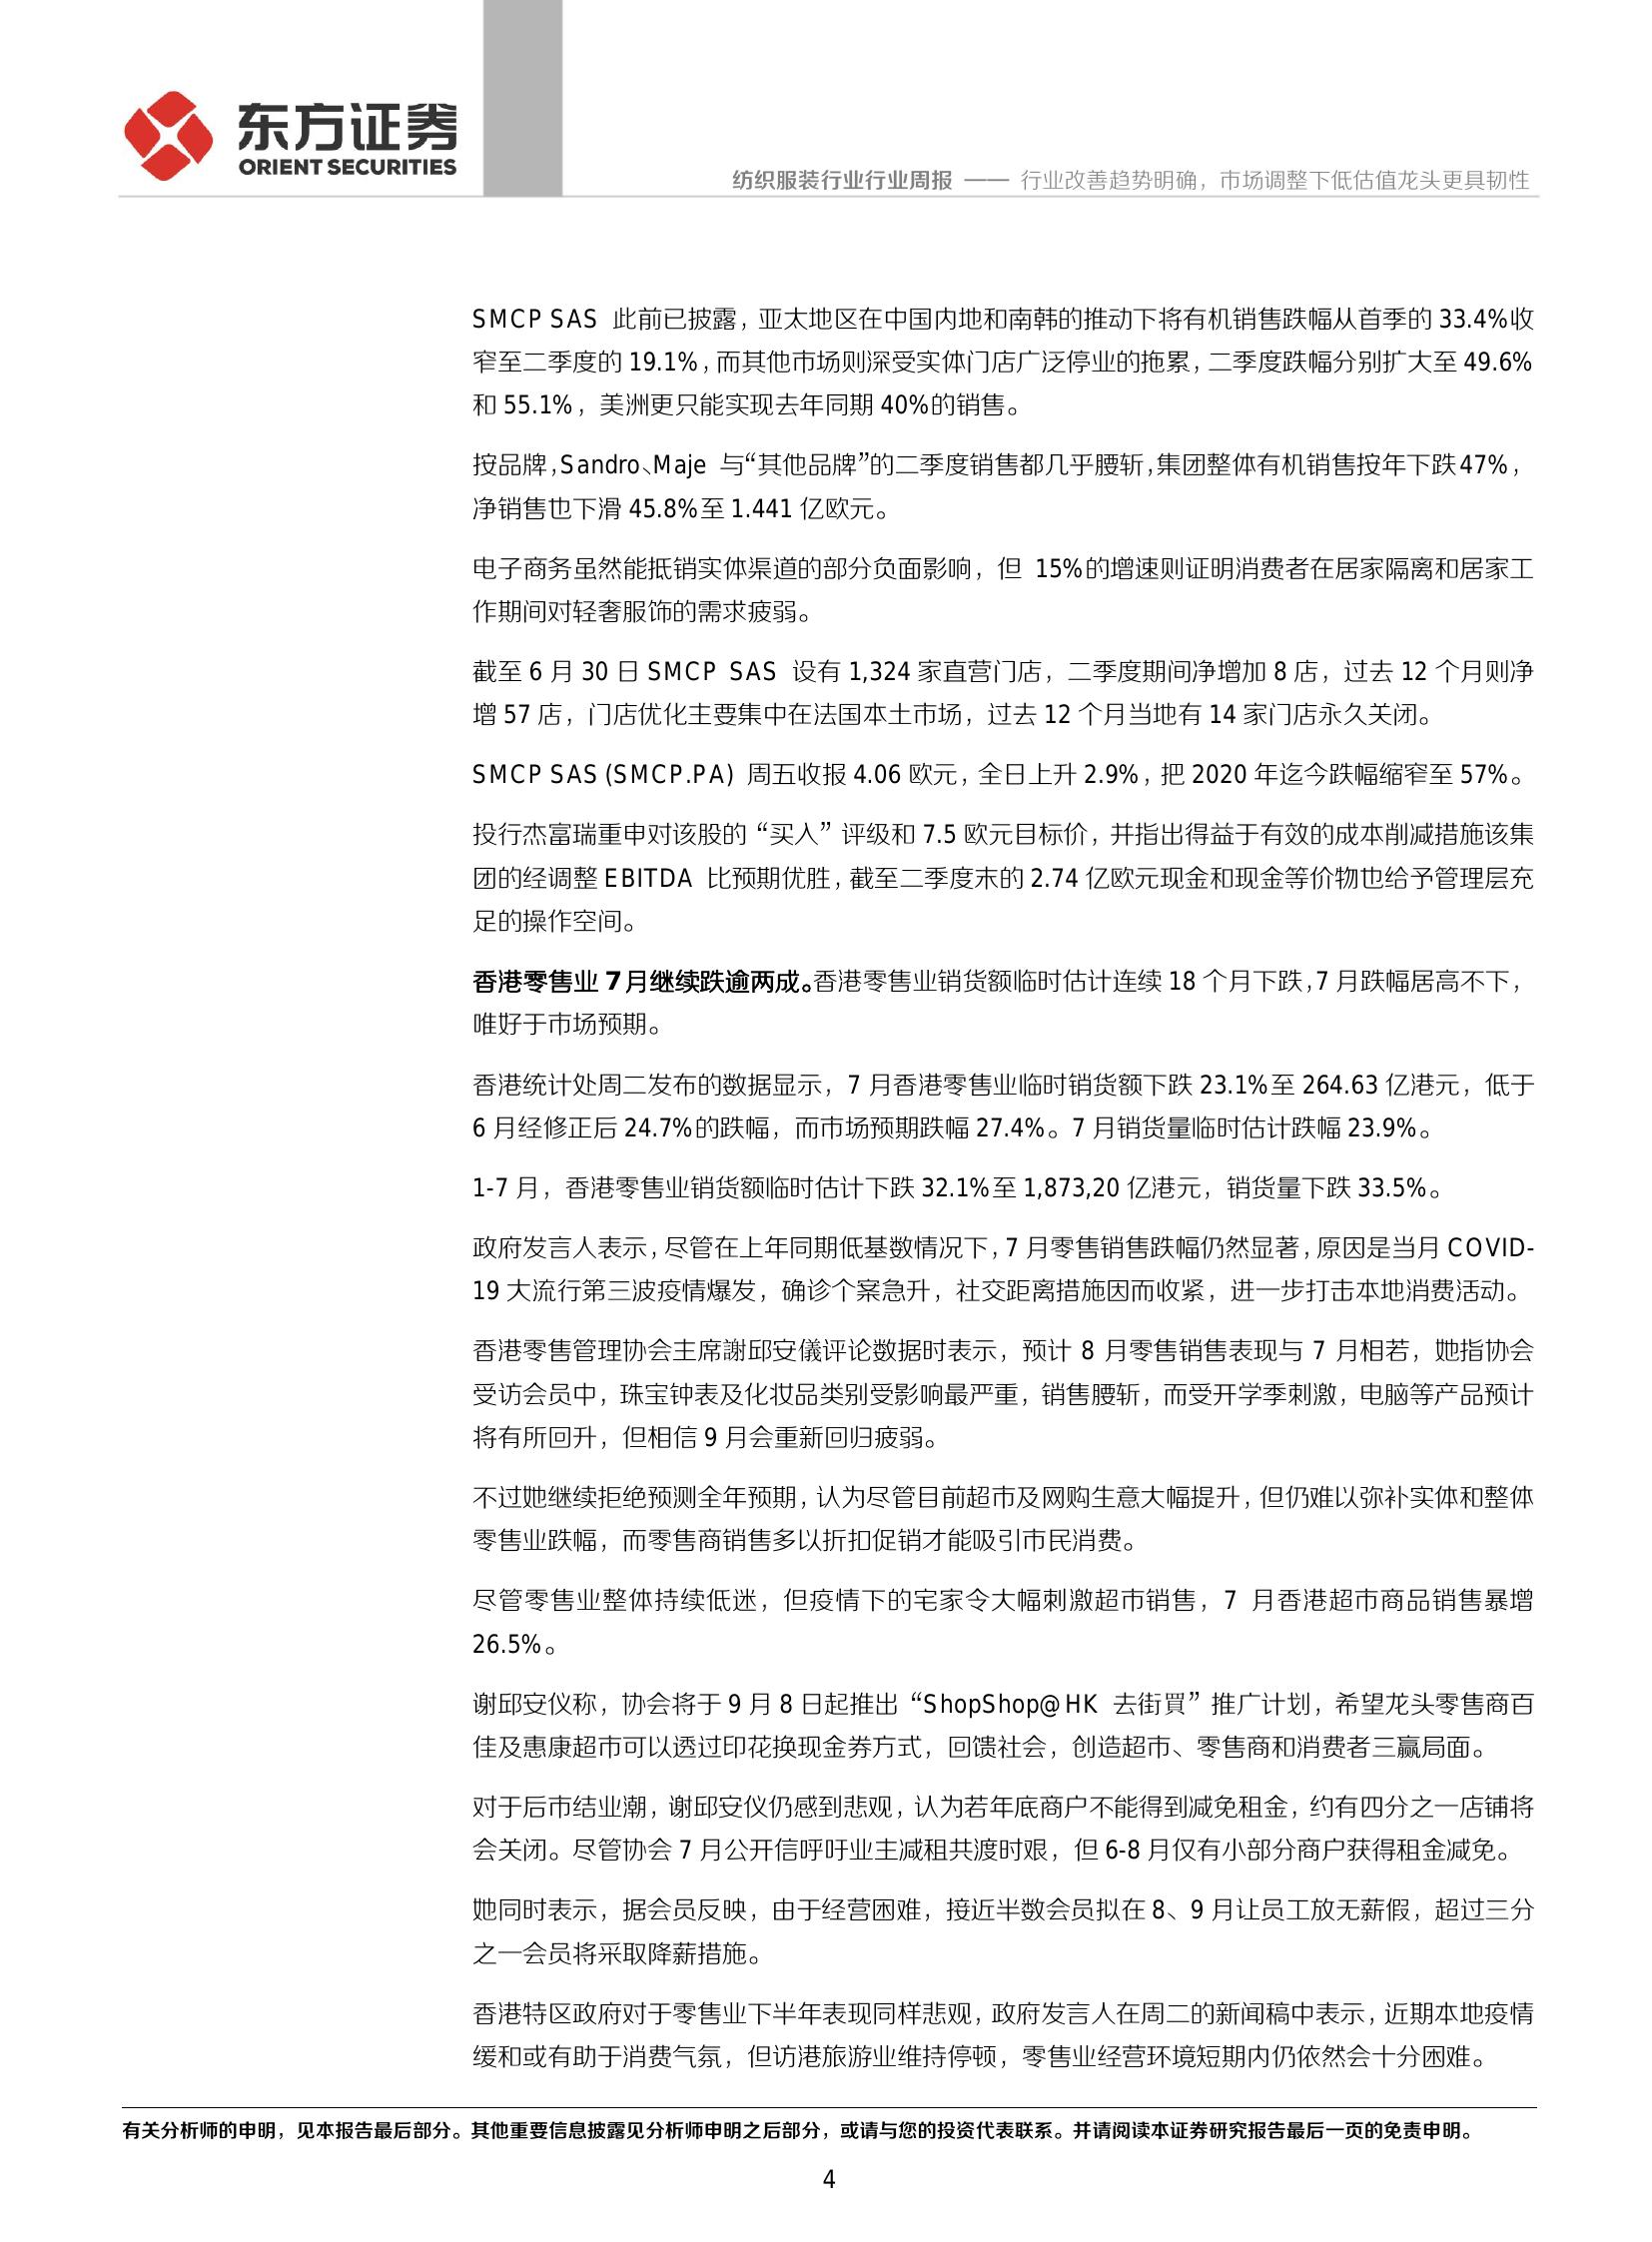 东方证券
ORIENT SECURITIES
纺织服装行业行业周报 —— 行业改善趋势明确，市场调整下低估值龙头更具韧性
SMCP SAS 此前已披露，亚太地区在中国内地和南韩的推动下将有机销售跌幅从首季的 33.4%收
窄至二季度的 19.1%，而其他市场则深受实体门店广泛停业的拖累，二季度跌幅分别扩大至 49.6%
和 55.1%，美洲更只能实现去年同期 40%的销售。
按品牌，Sandro、Maje 与“其他品牌”的二季度销售都几乎腰斩，集团整体有机销售按年下跌47%，
净销售也下滑 45.8%至 1.441 亿欧元。
电子商务虽然能抵销实体渠道的部分负面影响，但 15%的增速则证明消费者在居家隔离和居家工
作期间对轻奢服饰的需求疲弱。
截至 6 月 30 日 SMCP SAS 设有 1,324 家直营门店，二季度期间净增加 8 店，过去 12 个月则净
增 57 店，门店优化主要集中在法国本土市场，过去 12 个月当地有 14 家门店永久关闭。
SMCP SAS (SMCP.PA) 周五收报 4.06 欧元，全日上升 2.9%，把 2020 年迄今跌幅缩窄至 57%。
投行杰富瑞重申对该股的“买入”评级和 7.5 欧元目标价，并指出得益于有效的成本削减措施该集
团的经调整 EBITDA 比预期优胜，截至二季度末的 2.74 亿欧元现金和现金等价物也给予管理层充
足的操作空间。
香港零售业 7 月继续跌逾两成。香港零售业销货额临时估计连续 18 个月下跌，7 月跌幅居高不下，
唯好于市场预期。
香港统计处周二发布的数据显示，7 月香港零售业临时销货额下跌 23.1%至 264.63 亿港元，低于
6 月经修正后 24.7%的跌幅，而市场预期跌幅 27.4%。7 月销货量临时估计跌幅 23.9%。
1-7 月，香港零售业销货额临时估计下跌 32.1%至 1,873,20 亿港元，销货量下跌 33.5%。
政府发言人表示，尽管在上年同期低基数情况下，7 月零售销售跌幅仍然显著，原因是当月 COVID-
19 大流行第三波疫情爆发，确诊个案急升，社交距离措施因而收紧，进一步打击本地消费活动。
香港零售管理协会主席謝邱安儀评论数据时表示，预计 8 月零售销售表现与 7 月相若，她指协会
受访会员中，珠宝钟表及化妆品类别受影响最严重，销售腰斩，而受开学季刺激，电脑等产品预计
将有所回升，但相信 9 月会重新回归疲弱。
不过她继续拒绝预测全年预期，认为尽管目前超市及网购生意大幅提升，但仍难以弥补实体和整体
零售业跌幅，而零售商销售多以折扣促销才能吸引市民消费。
尽管零售业整体持续低迷，但疫情下的宅家令大幅刺激超市销售，7 月香港超市商品销售暴增
26.5%。
谢邱安仪称，协会将于 9 月 8 日起推出“ShopShop@HK 去街買”推广计划，希望龙头零售商百
佳及惠康超市可以透过印花换现金券方式，回馈社会，创造超市、零售商和消费者三赢局面。
对于后市结业潮，谢邱安仪仍感到悲观，认为若年底商户不能得到减免租金，约有四分之一店铺将
会关闭。尽管协会 7 月公开信呼吁业主减租共渡时艰，但 6-8 月仅有小部分商户获得租金减免。
她同时表示，据会员反映，由于经营困难，接近半数会员拟在 8、9 月让员工放无薪假，超过三分
之一会员将采取降薪措施。
香港特区政府对于零售业下半年表现同样悲观，政府发言人在周二的新闻稿中表示，近期本地疫情
缓和或有助于消费气氛，但访港旅游业维持停顿，零售业经营环境短期内仍依然会十分困难。
有关分析师的申明，见本报告最后部分。其他重要信息披露见分析师申明之后部分，或请与您的投资代表联系。并请阅读本证券研究报告最后一页的免责申明。
4